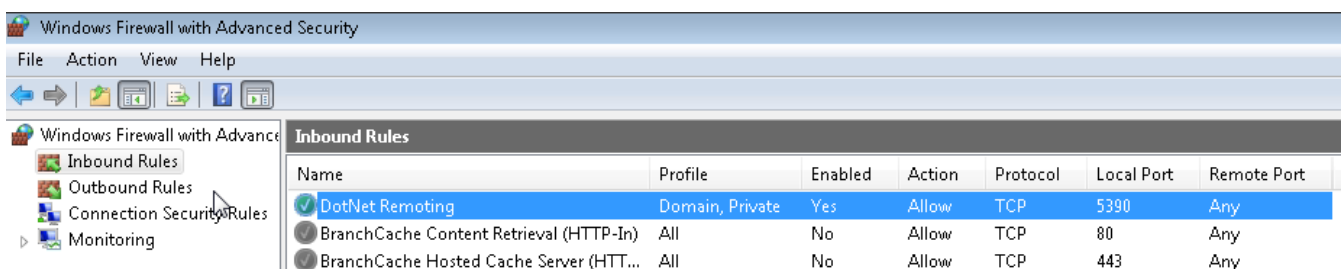 Windows Firewall with Advanced Security
File Action View Help
Windows Firewall with Advance
Inbound Rules
Outbound Rules
Connection Security Rules
Monitoring
Inbound Rules
Name Profile Enabled Action Protocol Local Port Remote Port
DotNet Remoting Domain, Private Yes Allow TCP 5390 Any
BranchCache Content Retrieval (HTTP-In) All No Allow TCP 80 Any
BranchCache Hosted Cache Server (HTT... All No Allow TCP 443 Any